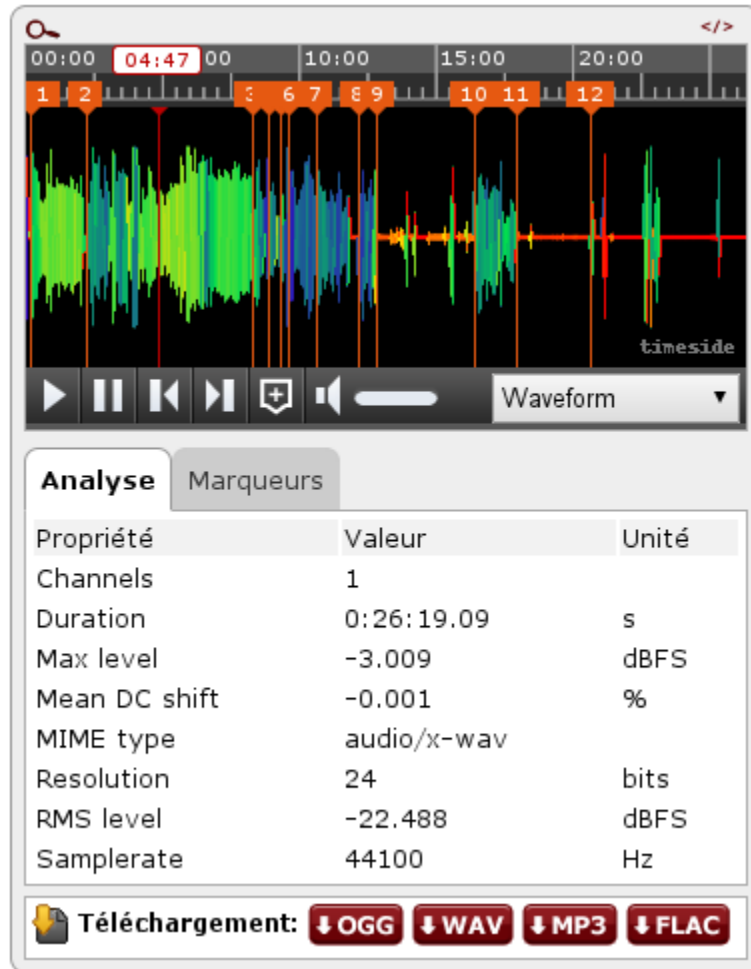 </>
00:00 04:47 00 10:00 15:00 20:00
1 2 3 6 7 8 9 10 11 12
timeside
Waveform
Analyse Marqueurs
Propriété Valeur Unité
Channels 1
Duration 0:26:19.09 s
Max level -3.009 dBFS
Mean DC shift -0.001 %
MIME type audio/x-wav
Resolution 24 bits
RMS level -22.488 dBFS
Samplerate 44100 Hz
Téléchargement: OGG WAV MP3 FLAC